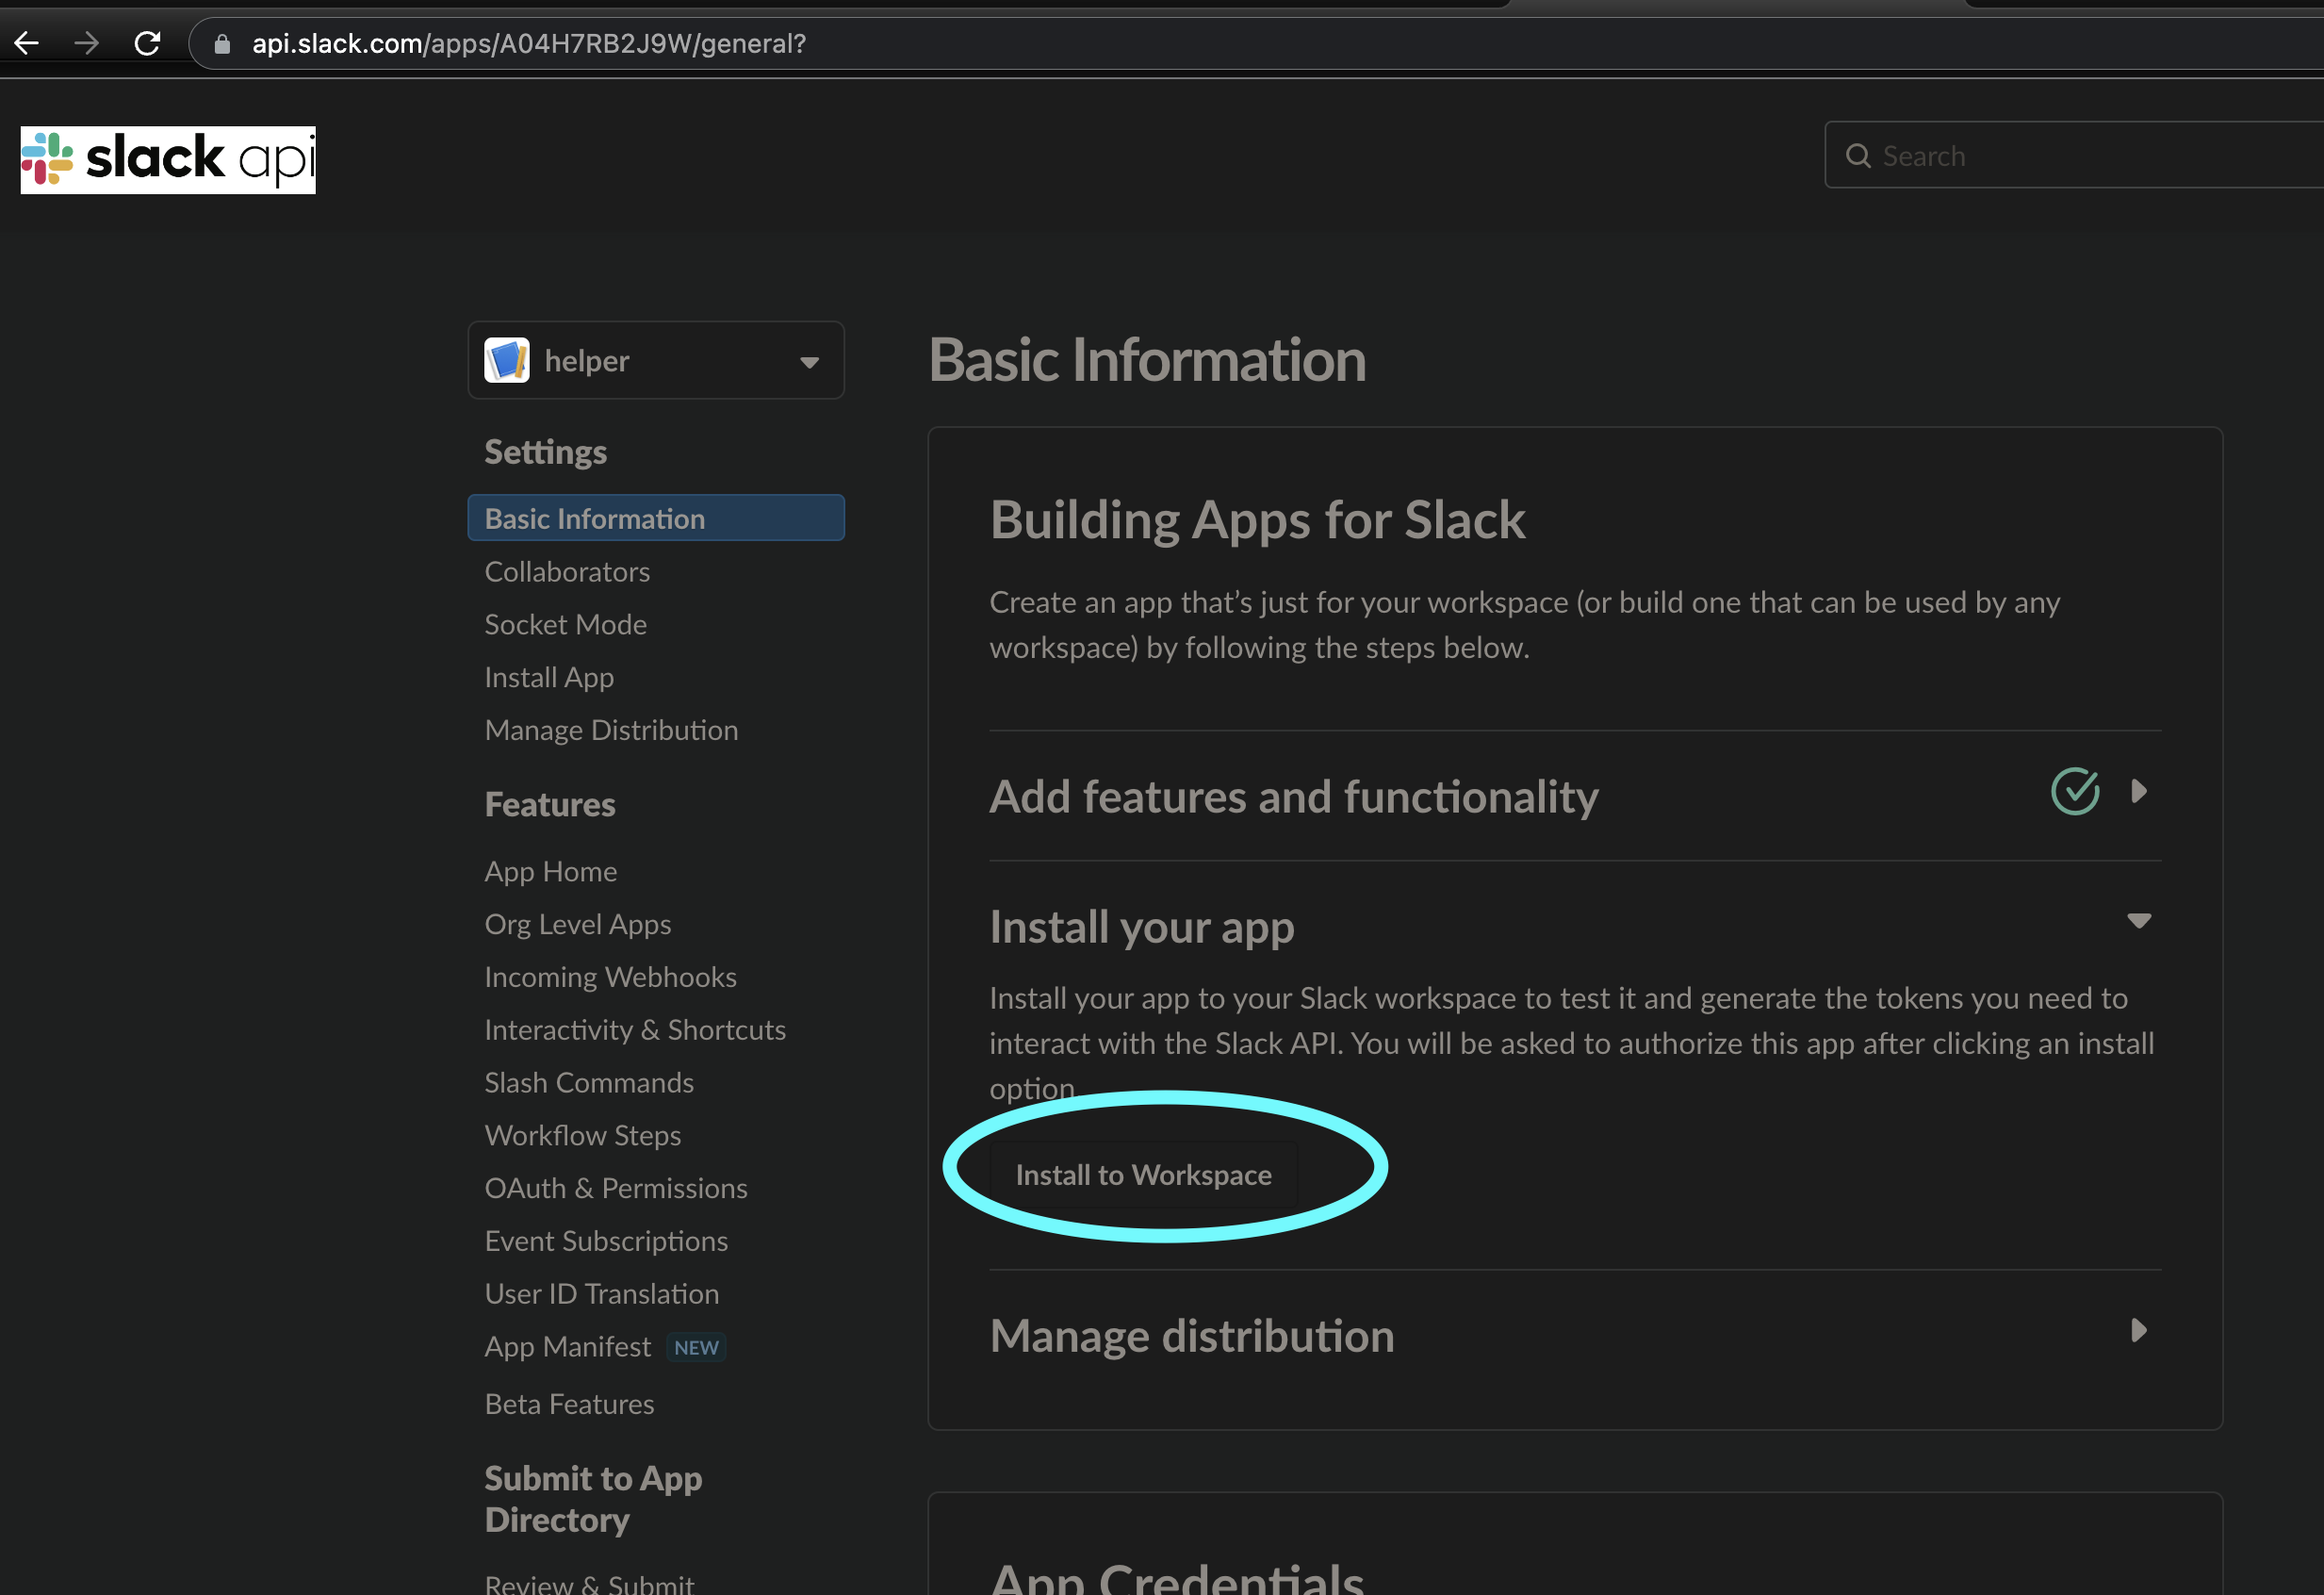 api.slack.com/apps/A04H7RB2J9W/general?
slack api
Search
helper
Settings
Basic Information
Collaborators
Socket Mode
Install App
Manage Distribution
Features
App Home
Org Level Apps
Incoming Webhooks
Interactivity & Shortcuts
Slash Commands
Workflow Steps
OAuth & Permissions
Event Subscriptions
User ID Translation
App Manifest NEW
Beta Features
Submit to App
Directory
Review & Submit
Basic Information
Building Apps for Slack
Create an app that’s just for your workspace (or build one that can be used by any
workspace) by following the steps below.
Add features and functionality
Install your app
Install your app to your Slack workspace to test it and generate the tokens you need to
interact with the Slack API. You will be asked to authorize this app after clicking an install
option.
Install to Workspace
Manage distribution
App Credentials